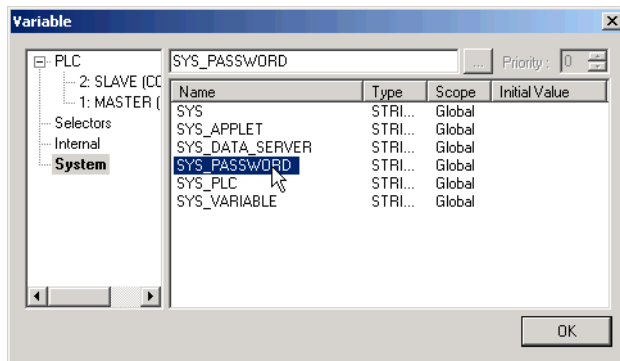 Variable
PLC
2: SLAVE (CC
1: MASTER (
Selectors
Internal
System
SYS_PASSWORD
...
Priority : 0
Name Type Scope Initial Value
SYS STRI... Global
SYS_APPLET STRI... Global
SYS_DATA_SERVER STRI... Global
SYS_PASSWORD STRI... Global
SYS_PLC STRI... Global
SYS_VARIABLE STRI... Global
OK